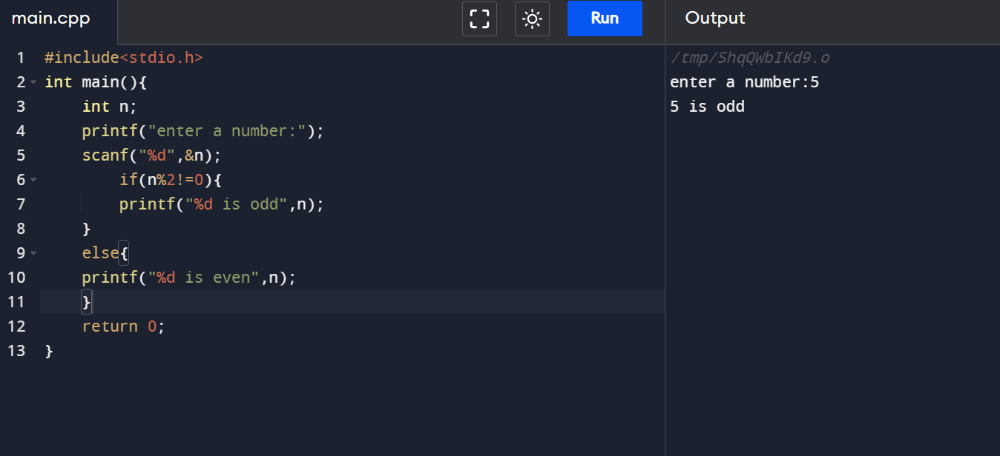 main.cpp
Run
Output
1 #include<stdio.h>
2 int main(){
3     int n;
4     printf("enter a number:");
5     scanf("%d",&n);
6         if(n%2!=0){
7         printf("%d is odd",n);
8     }
9     else{
10     printf("%d is even",n);
11     }
12     return 0;
13 }
/tmp/ShqQWbIKd9.o
enter a number:5
5 is odd